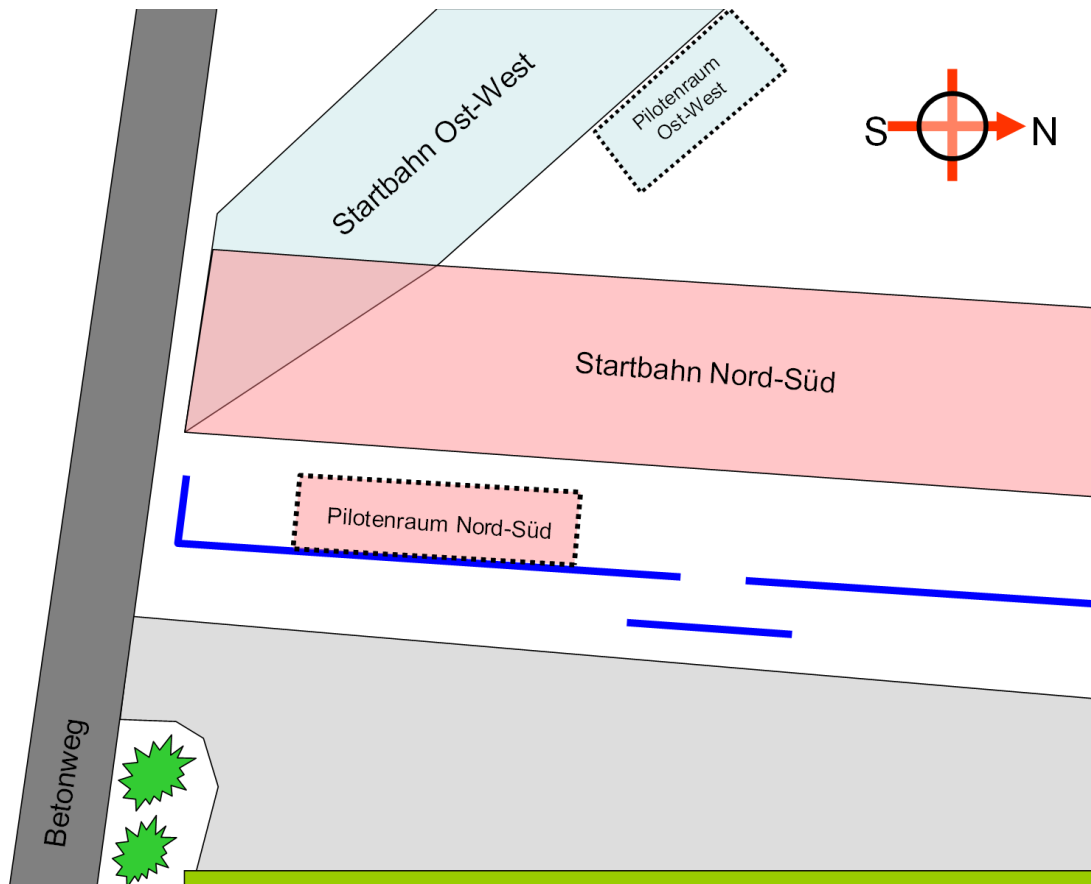 Startbahn Ost-West
Pilotenraum
Ost-West
S
N
Startbahn Nord-Süd
Pilotenraum Nord-Süd
Betonweg